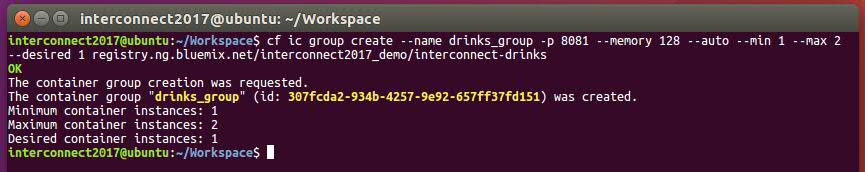 interconnect2017@ubuntu: ~/Workspace
interconnect2017@ubuntu:~/Workspace$ cf ic group create --name drinks_group -p 8081 --memory 128 --auto --min 1 --max 2
--desired 1 registry.ng.bluemix.net/interconnect2017_demo/interconnect-drinks
OK
The container group creation was requested.
The container group "drinks_group" (id: 307fcda2-934b-4257-9e92-657ff37fd151) was created.
Minimum container instances: 1
Maximum container instances: 2
Desired container instances: 1
interconnect2017@ubuntu:~/Workspace$